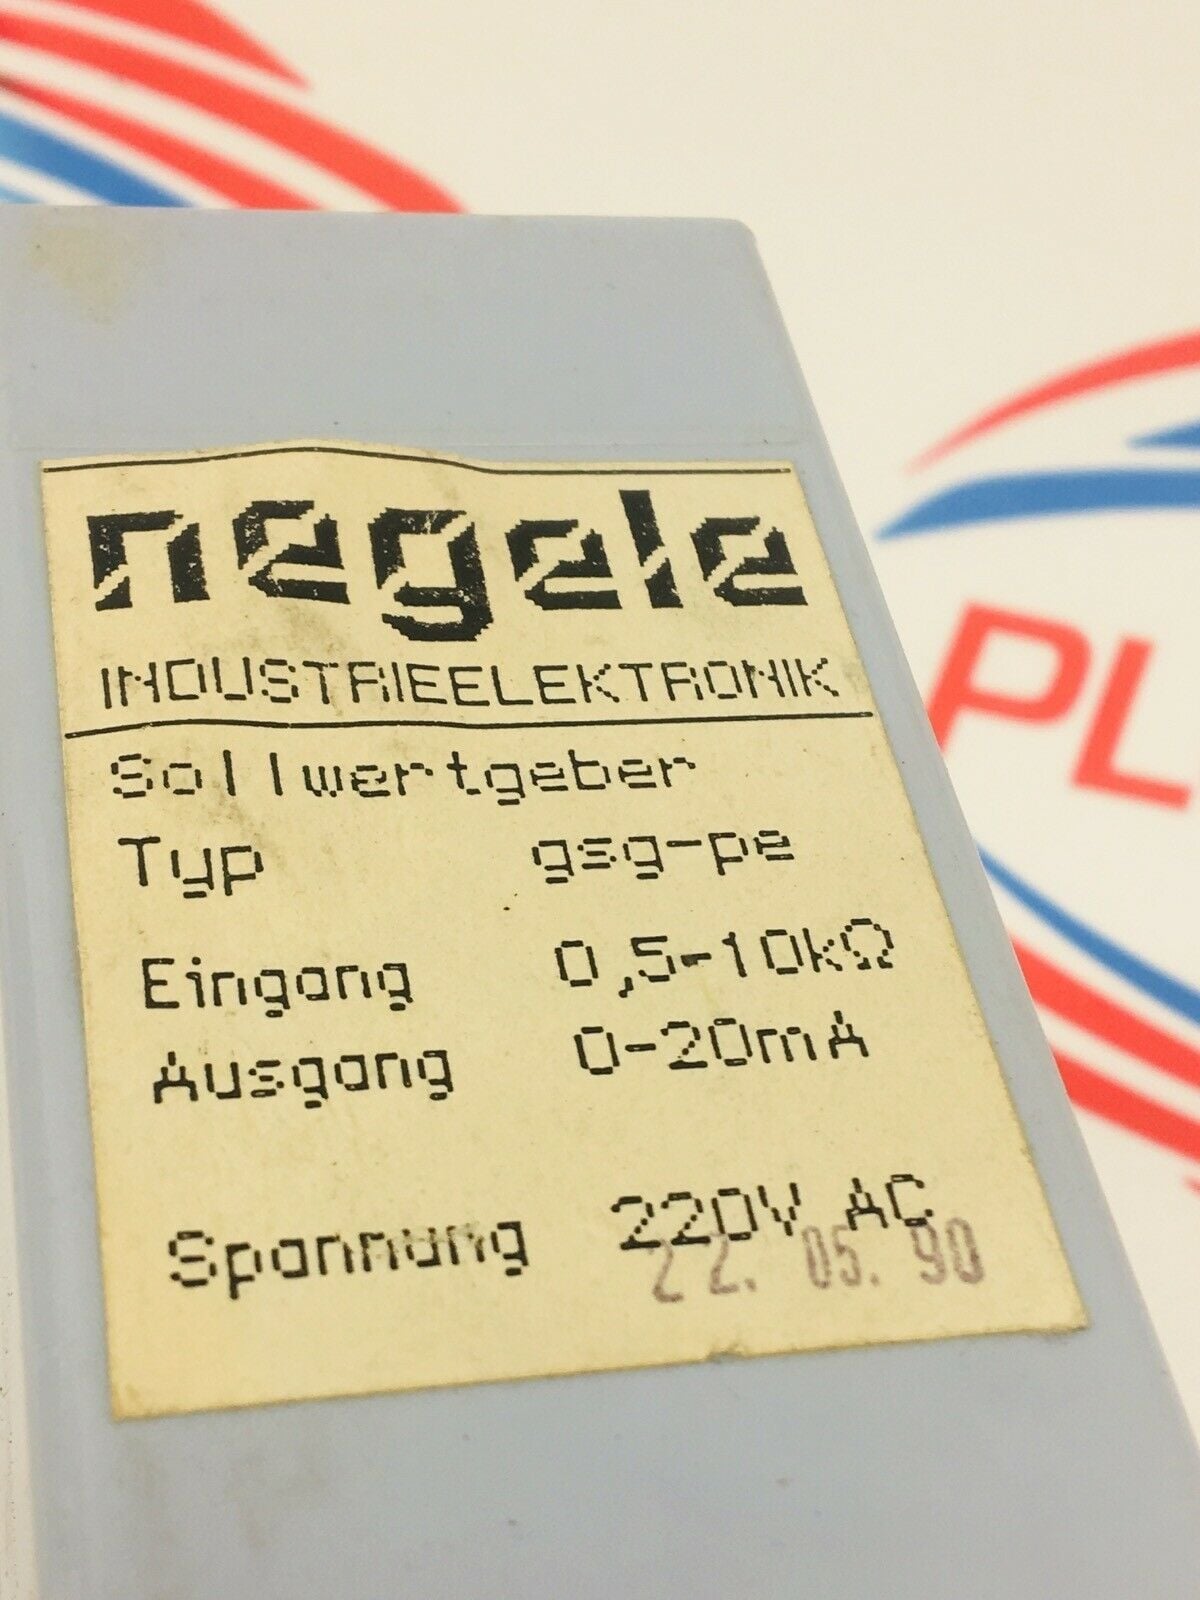 negele
INDUSTRIEELEKTRONIK
Sollwertgeber
Typ gsg-pe
Eingang 0,5-10kΩ
Ausgang 0-20mA
Spannung 220V AC
22. 05. 90
PL